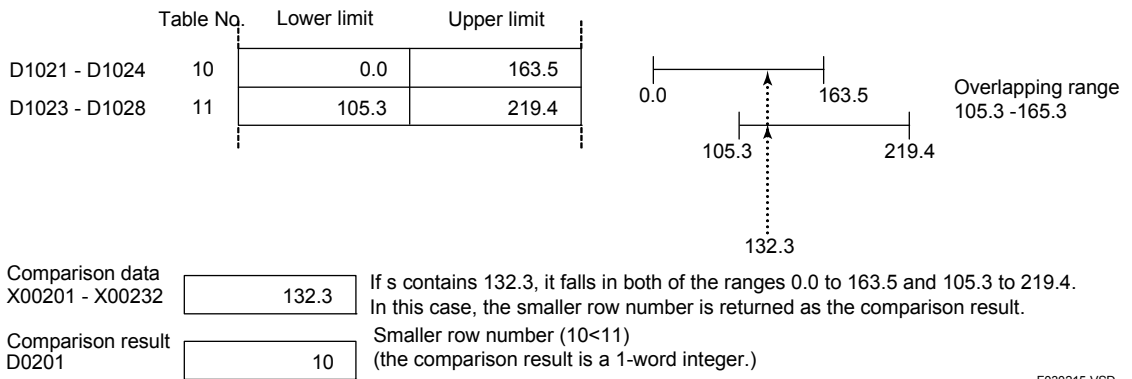 Table No. Lower limit Upper limit
D1021 - D1024 10 0.0 163.5
D1023 - D1028 11 105.3 219.4
0.0 163.5
Overlapping range
105.3 -165.3
105.3 219.4
132.3
Comparison data
X00201 - X00232 132.3
If s contains 132.3, it falls in both of the ranges 0.0 to 163.5 and 105.3 to 219.4.
In this case, the smaller row number is returned as the comparison result.
Comparison result
D0201 10
Smaller row number (10<11)
(the comparison result is a 1-word integer.)